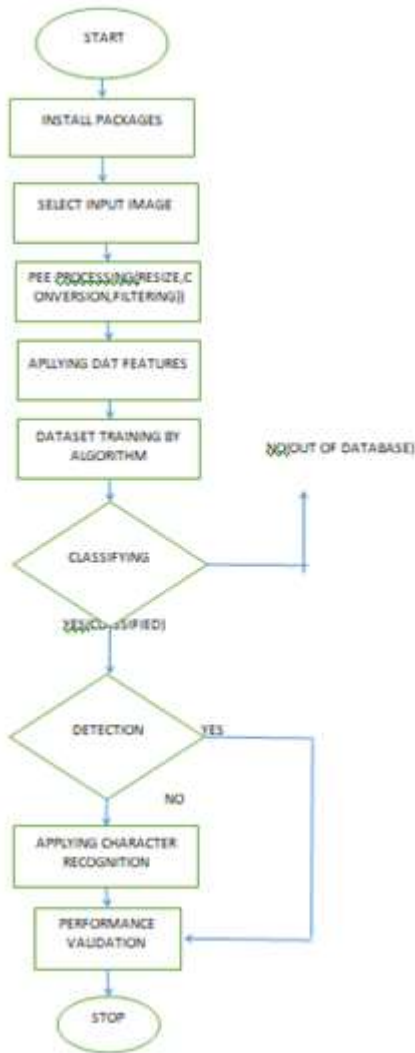 START
INSTALL PACKAGES
SELECT INPUT IMAGE
PEE PROCESSING(RESIZE,C
ONVERSION,FILTERING))
APLLYING DAT FEATURES
DATASET TRAINING BY
ALGORITHM
NO(OUT OF DATABASE)
CLASSIFYING
YES(CLASSIFIED)
DETECTION
YES
NO
APPLYING CHARACTER
RECOGNITION
PERFORMANCE
VALIDATION
STOP